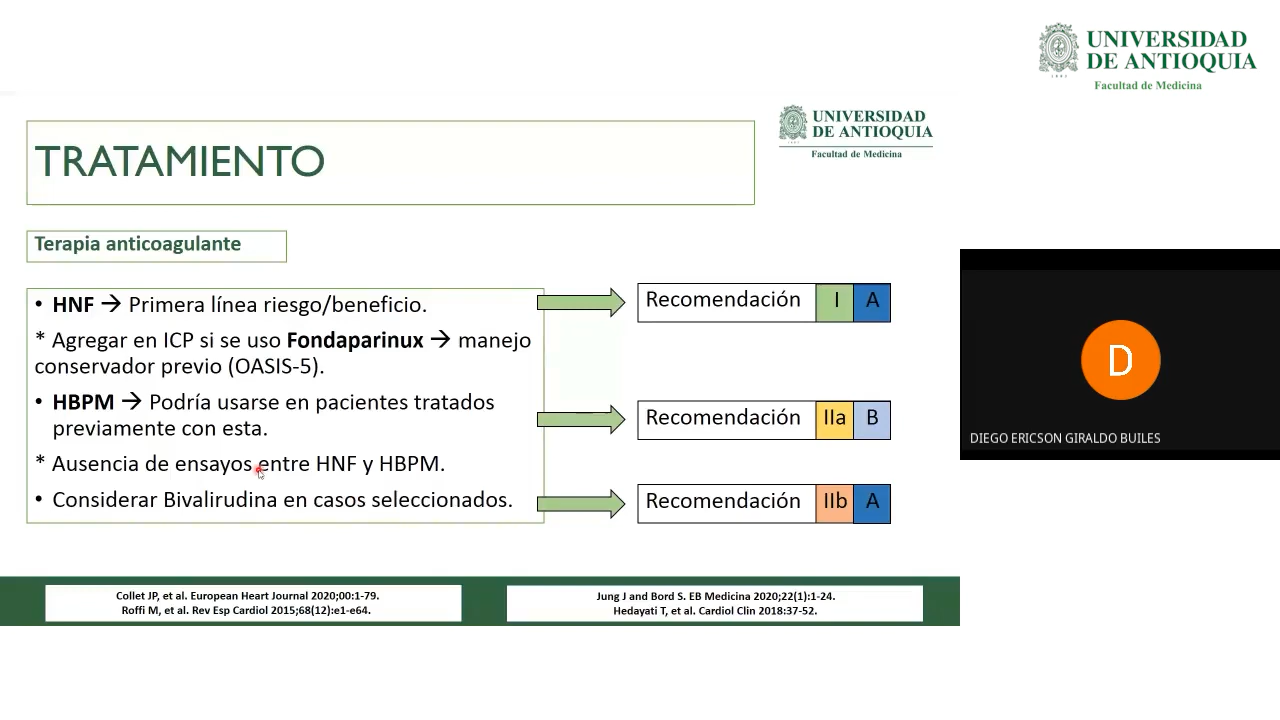 UNIVERSIDAD
DE ANTIOQUIA
Facultad de Medicina
UNIVERSIDAD
DE ANTIOQUIA
Facultad de Medicina
TRATAMIENTO
Terapia anticoagulante
• HNF → Primera línea riesgo/beneficio.
* Agregar en ICP si se uso Fondaparinux → manejo
conservador previo (OASIS-5).
• HBPM → Podría usarse en pacientes tratados
previamente con esta.
* Ausencia de ensayos entre HNF y HBPM.
• Considerar Bivalirudina en casos seleccionados.
Recomendación I A
Recomendación IIa B
Recomendación IIb A
DIEGO ERICSON GIRALDO BUILES
Collet JP, et al. European Heart Journal 2020;00:1-79.
Roffi M, et al. Rev Esp Cardiol 2015;68(12):e1-e64.
Jung J and Bord S. EB Medicina 2020;22(1):1-24.
Hedayati T, et al. Cardiol Clin 2018:37-52.
D